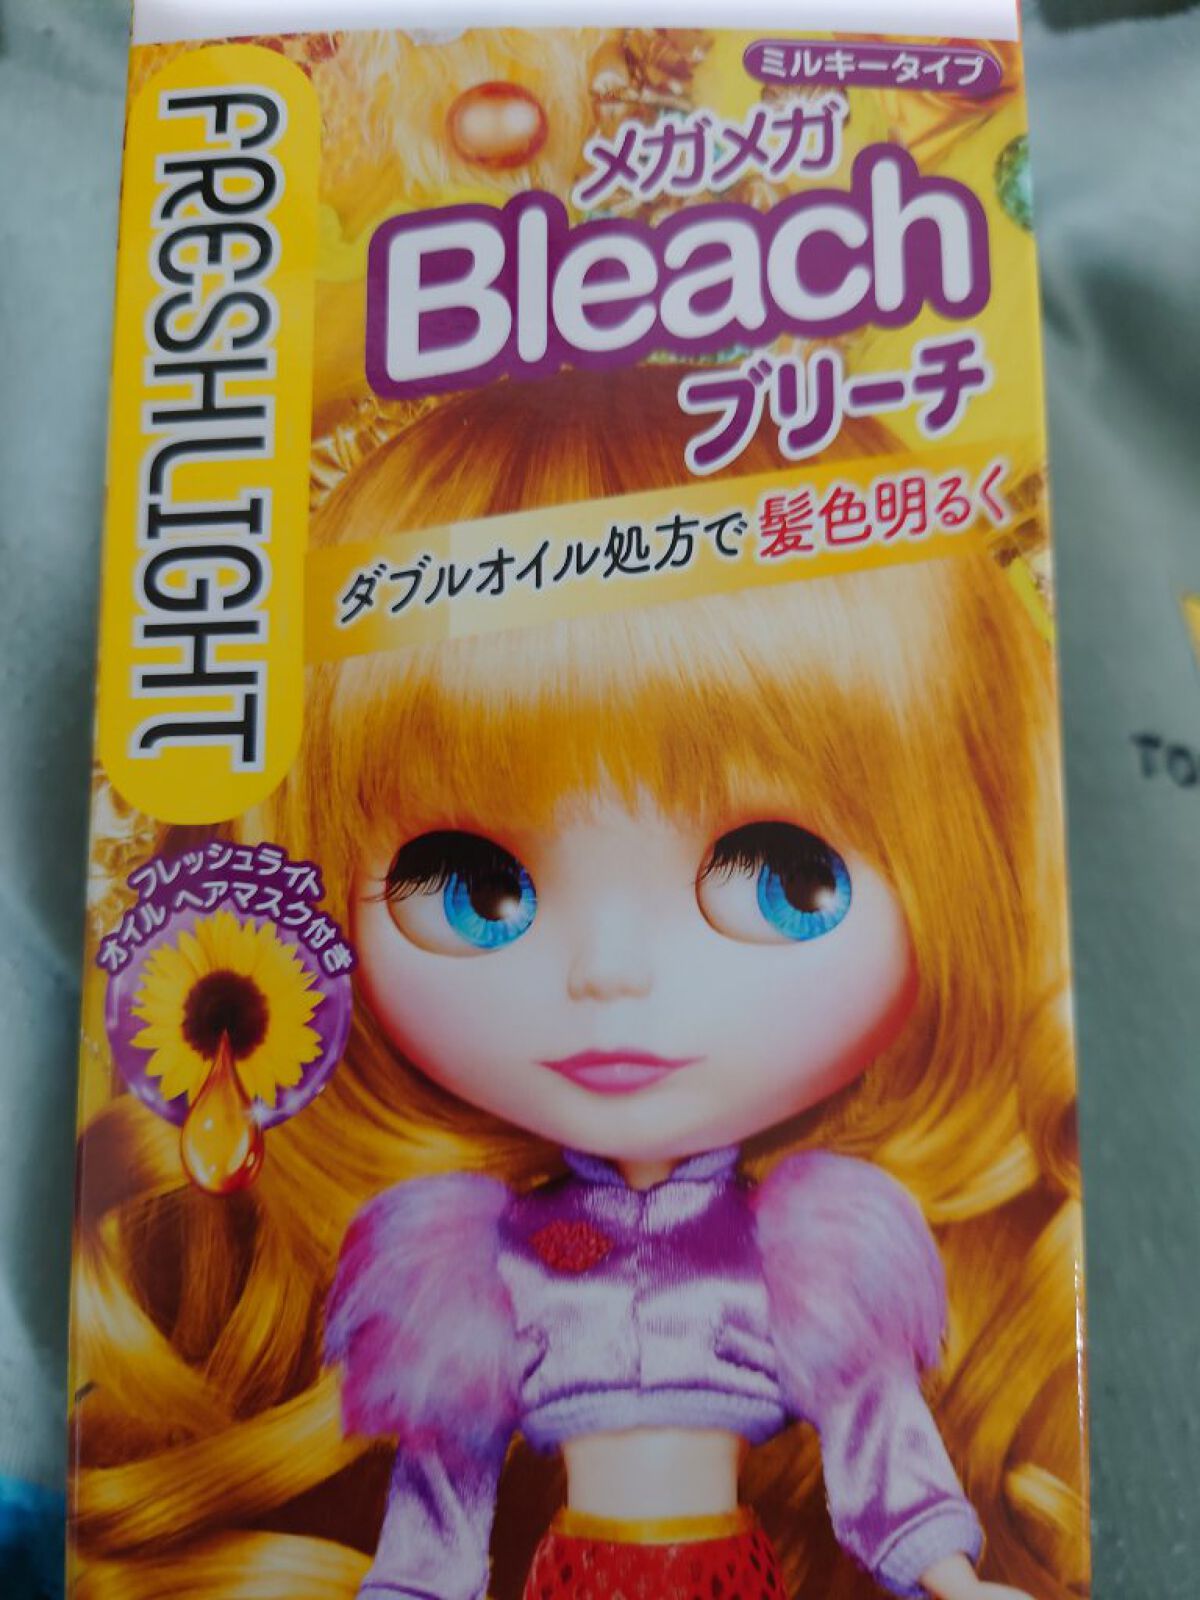 FRESHLIGHT
ミルキータイプ
メガメガ
Bleach
ブリーチ
ダブルオイル処方で髪色明るく
フレッシュライト
オイル ヘアマスク付き
TO